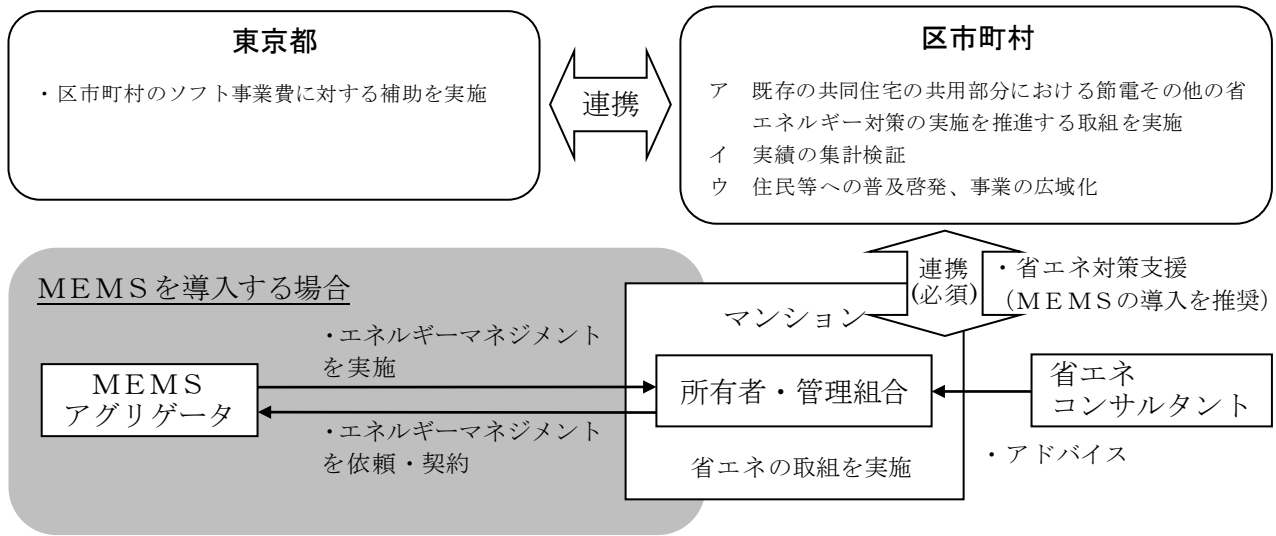 東京都
・区市町村のソフト事業費に対する補助を実施
連携
区市町村
ア 既存の共同住宅の共用部分における節電その他の省
エネルギー対策の実施を推進する取組を実施
イ 実績の集計検証
ウ 住民等への普及啓発、事業の広域化
連携
(必須)
・省エネ対策支援
（ＭＥＭＳの導入を推奨）
ＭＥＭＳを導入する場合
マンション
・エネルギーマネジメント
を実施
ＭＥＭＳ
アグリゲータ
所有者・管理組合
省エネ
コンサルタント
・エネルギーマネジメント
を依頼・契約
省エネの取組を実施
・アドバイス